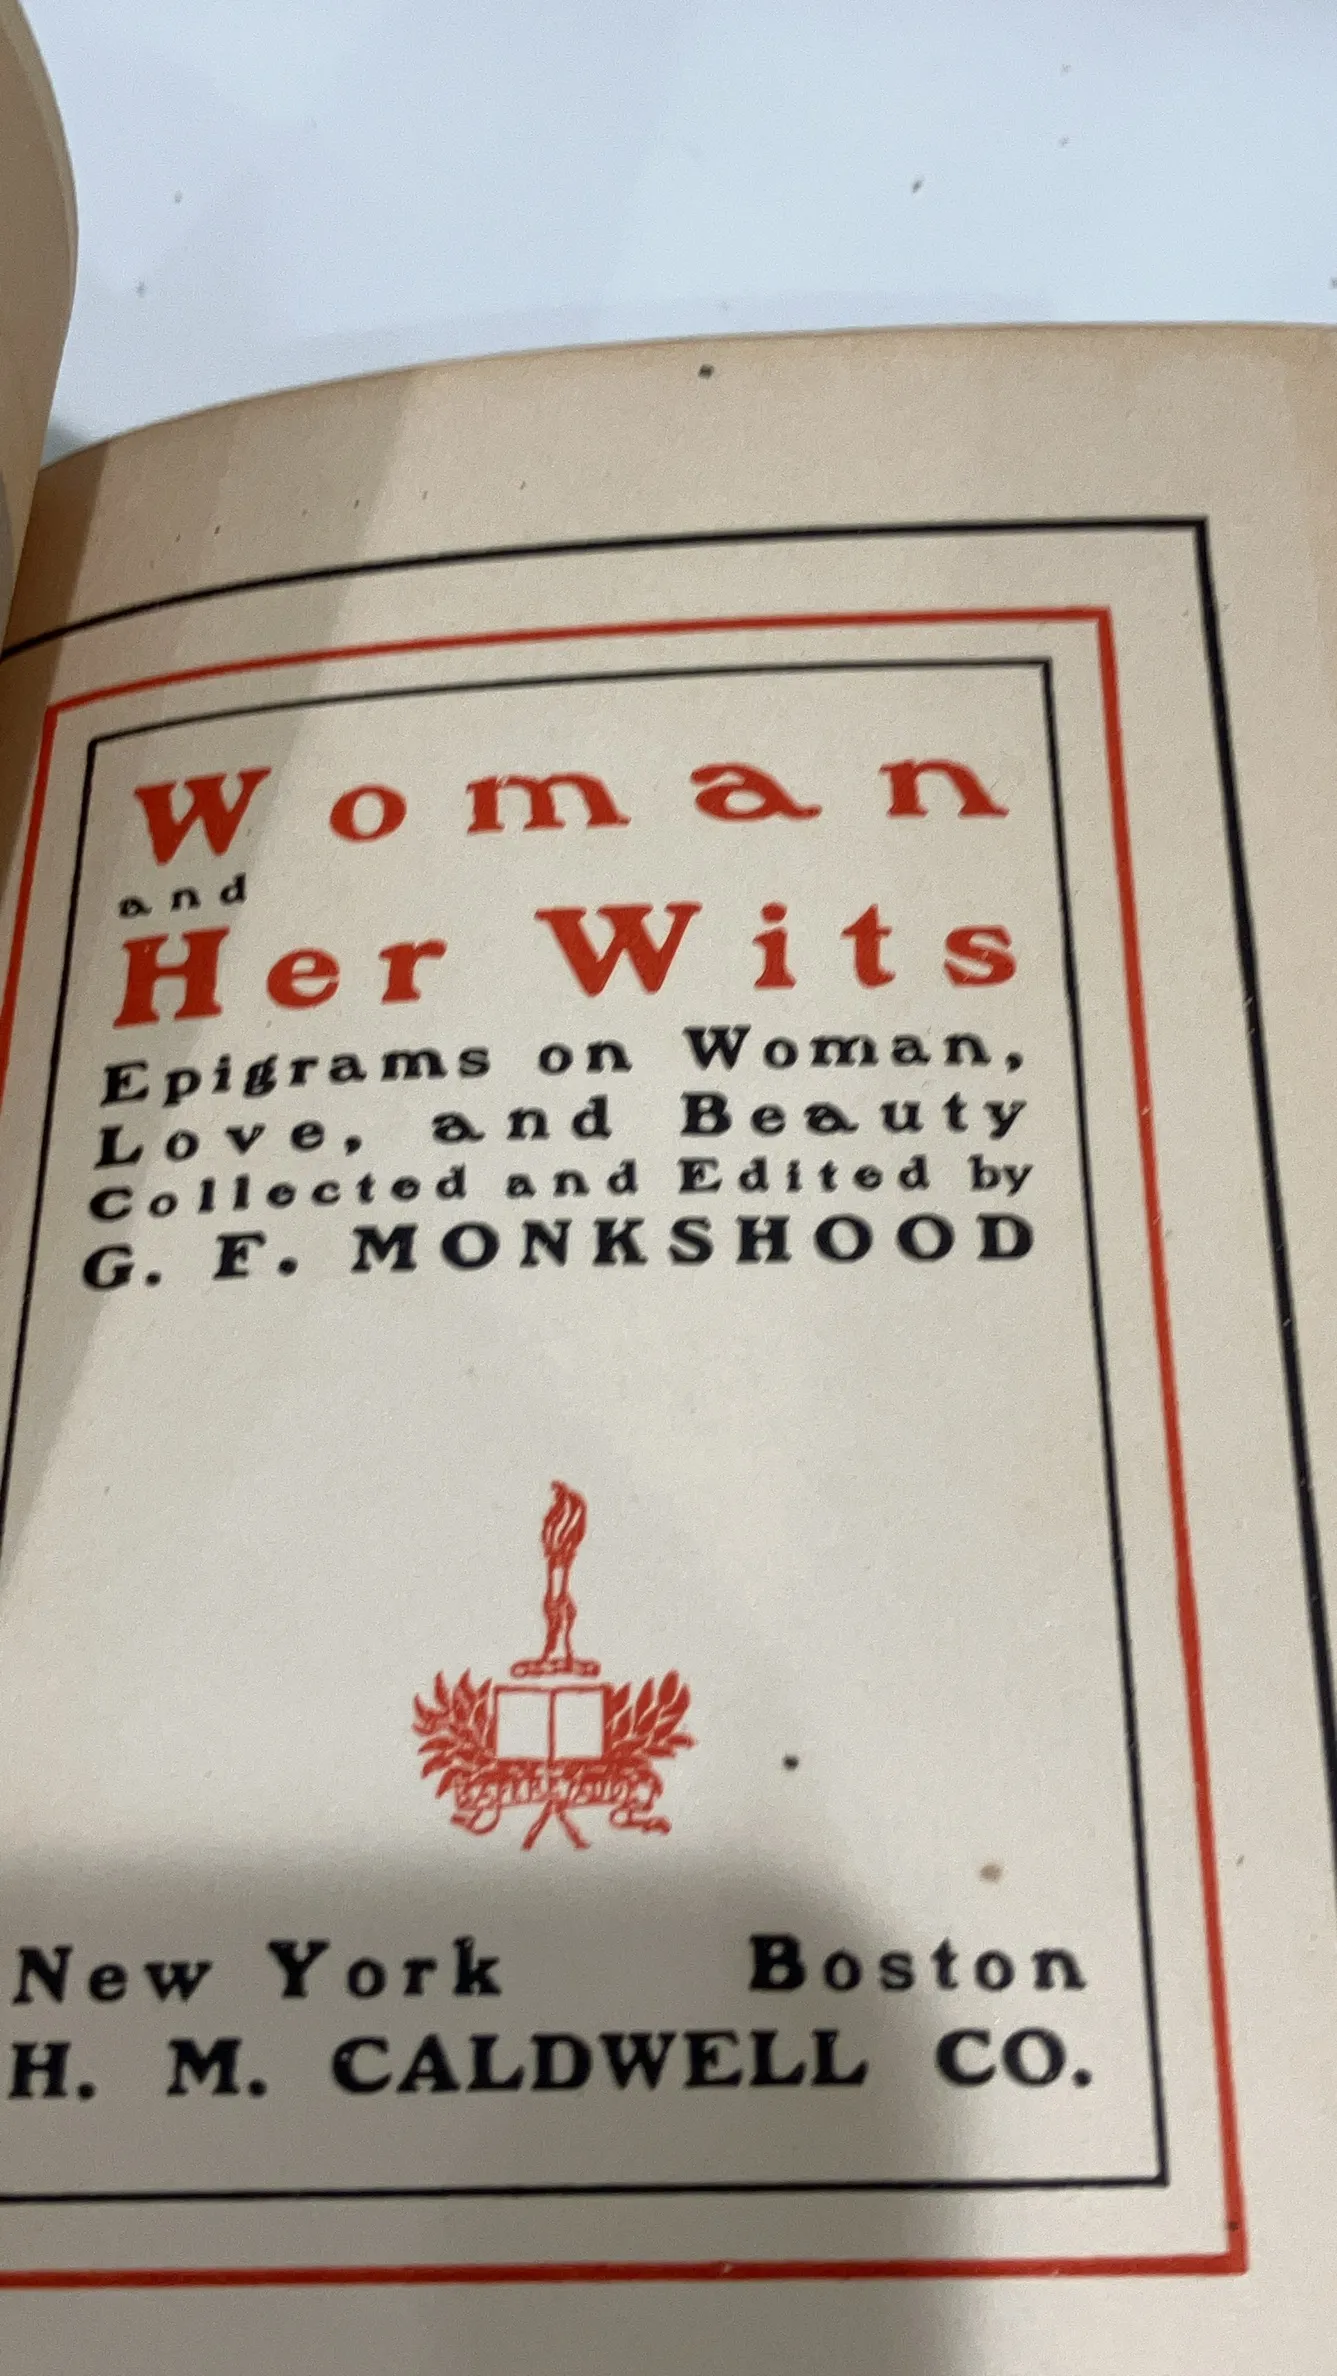 Woman
and
Her Wits
Epigrams on Woman,
Love, and Beauty
Collected and Edited by
G. F. MONKSHOOD
New York Boston
H. M. CALDWELL CO.